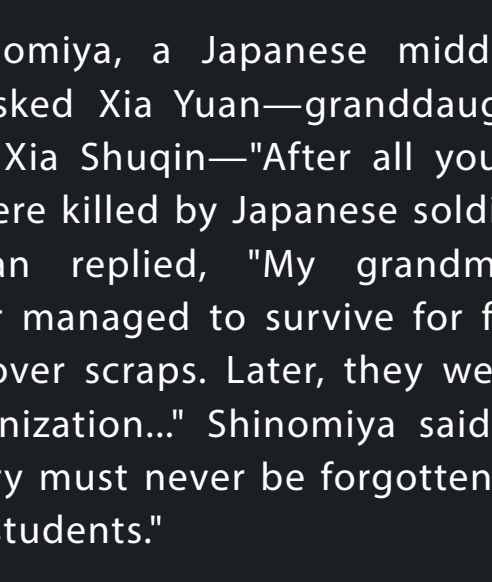 omiya, a Japanese midd
sked Xia Yuan—granddaug
Xia Shuqin—"After all you
ere killed by Japanese soldi
an replied, "My grandm
managed to survive for f
over scraps. Later, they we
nization..." Shinomiya said
ry must never be forgotten
students."